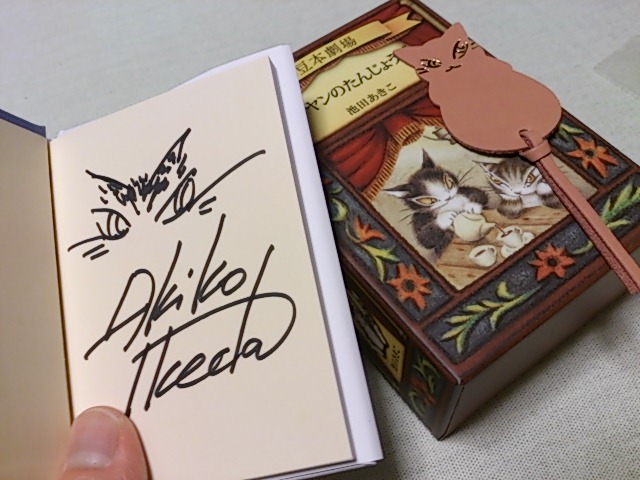 Akiko
Ikeda
豆本劇場
ヤンのたんじょう
池田あきこ